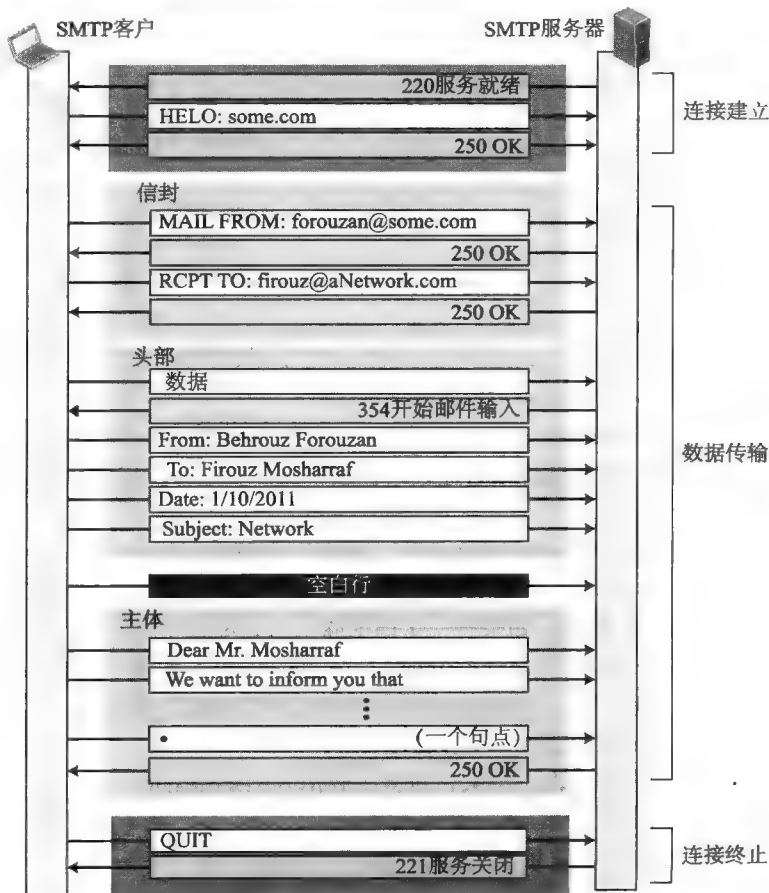 SMTP客户
SMTP服务器
220服务就绪
HELO: some.com
250 OK
连接建立
信封
MAIL FROM: forouzan@some.com
250 OK
RCPT TO: firouz@aNetwork.com
250 OK
头部
数据
354开始邮件输入
From: Behrouz Forouzan
To: Firouz Mosharraf
Date: 1/10/2011
Subject: Network
数据传输
空白行
主体
Dear Mr. Mosharraf
We want to inform you that
(一个句点)
250 OK
QUIT
221服务关闭
连接终止